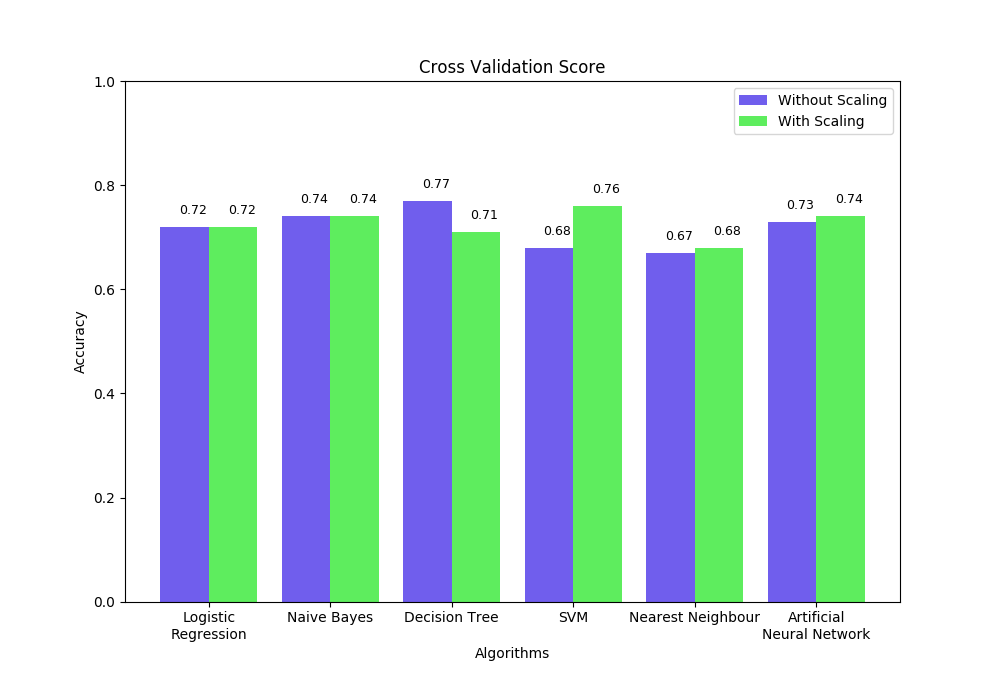 Cross Validation Score
1.0
0.8
0.6
0.4
0.2
0.0
Accuracy
Without Scaling
With Scaling
0.72
0.72
0.74
0.74
0.77
0.71
0.68
0.76
0.67
0.68
0.73
0.74
Logistic
Regression
Naive Bayes
Decision Tree
SVM
Nearest Neighbour
Artificial
Neural Network
Algorithms